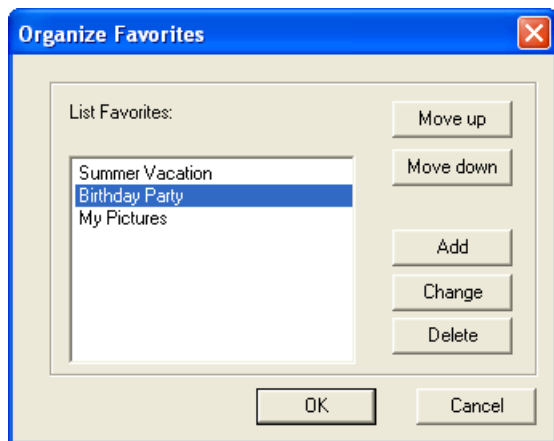 Organize Favorites
List Favorites:
Move up
Move down
Summer Vacation
Birthday Party
My Pictures
Add
Change
Delete
OK
Cancel